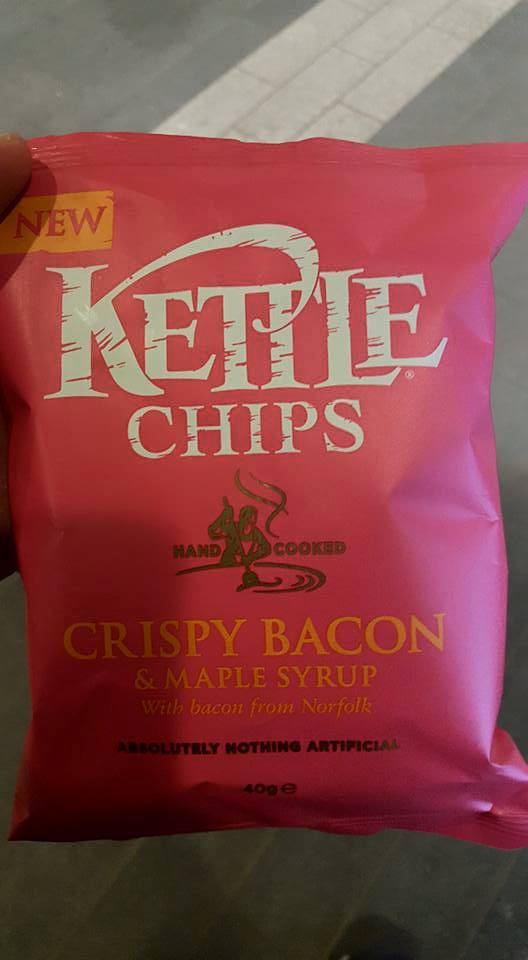 NEW
KETTLE®
CHIPS
HAND COOKED
CRISPY BACON
& MAPLE SYRUP
With bacon from Norfolk
ABSOLUTELY NOTHING ARTIFICIAL
40g ℮